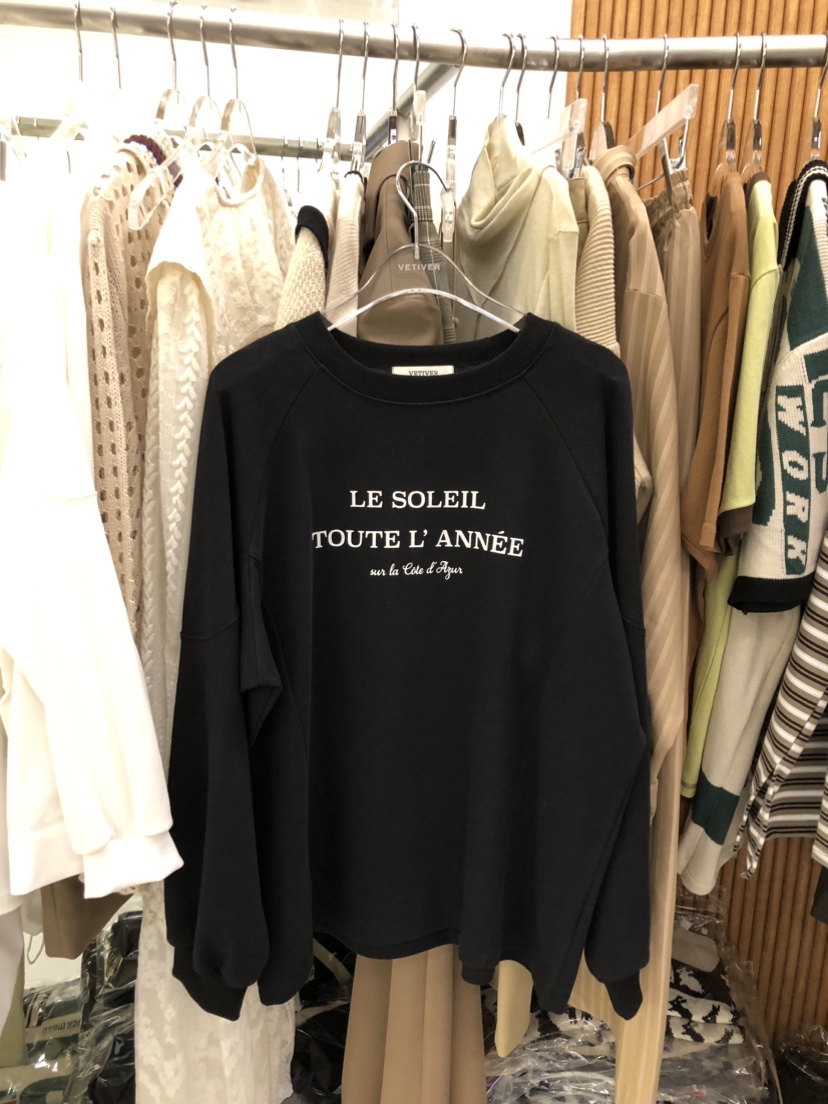 VETIVER
VETIVER
LE SOLEIL
TOUTE L' ANNÉE
sur la Côte d'Azur
WORK